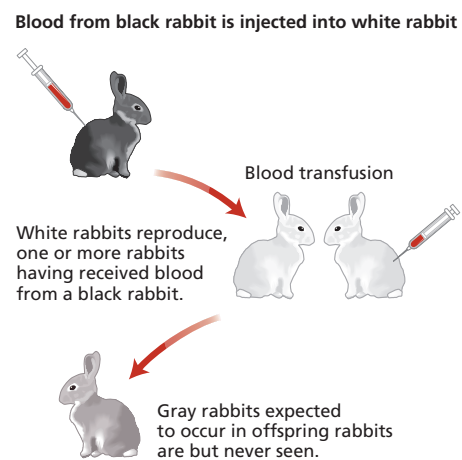 Blood from black rabbit is injected into white rabbit
Blood transfusion
White rabbits reproduce,
one or more rabbits
having received blood
from a black rabbit.
Gray rabbits expected
to occur in offspring rabbits
are but never seen.